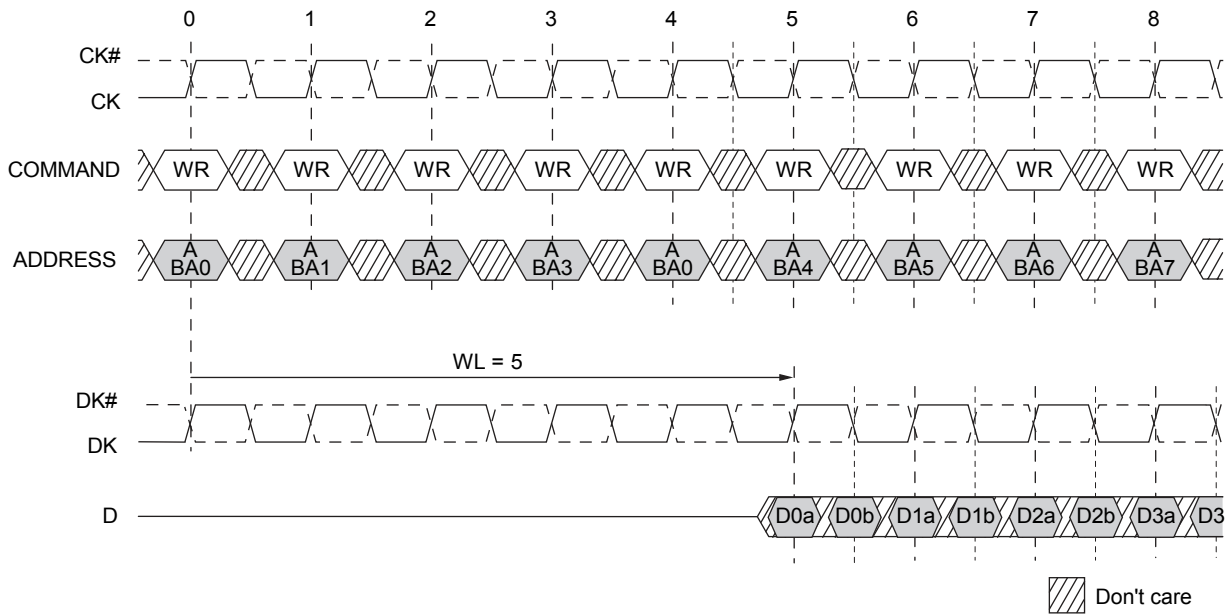 0 1 2 3 4 5 6 7 8
CK#
CK
COMMAND WR WR WR WR WR WR WR WR WR
A A A A A A A A A
ADDRESS BA0 BA1 BA2 BA3 BA0 BA4 BA5 BA6 BA7
WL = 5
DK#
DK
D D0a D0b D1a D1b D2a D2b D3a D3
Don't care